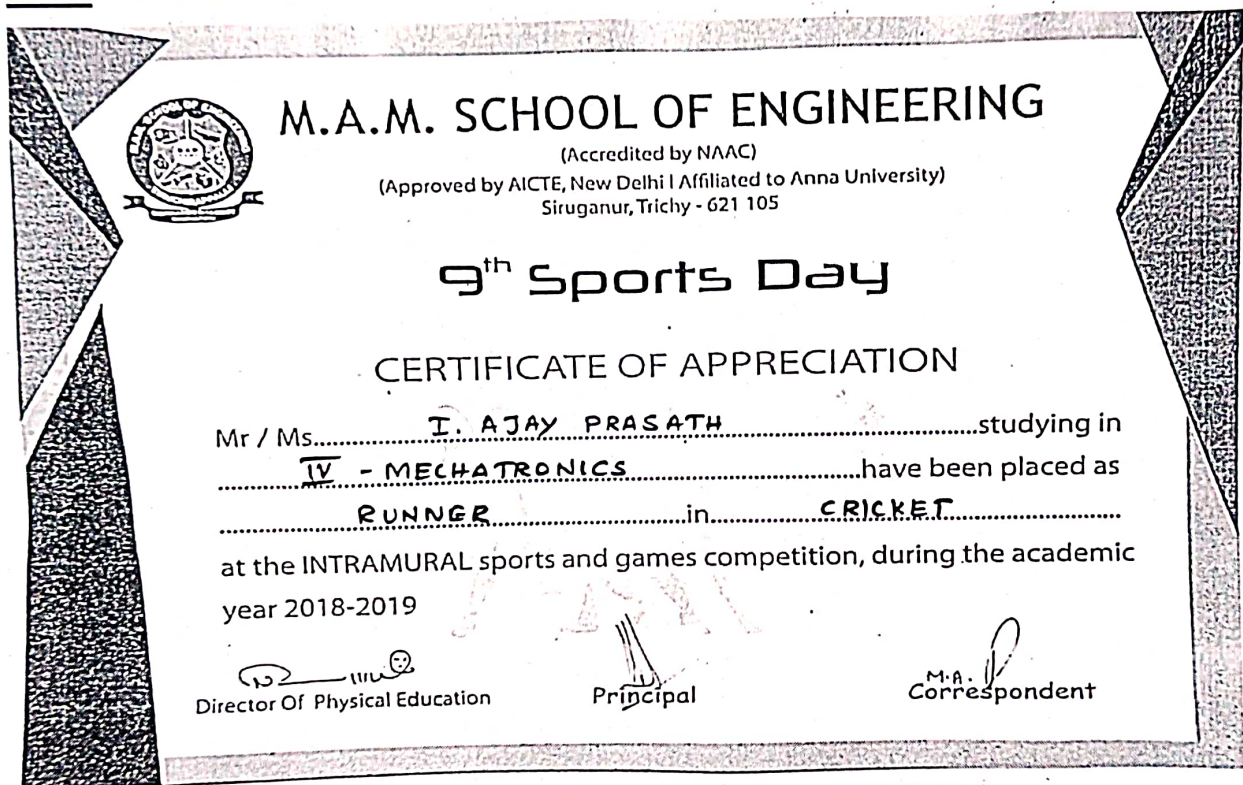 M.A.M. SCHOOL OF ENGINEERING
(Accredited by NAAC)
(Approved by AICTE, New Delhi I Affiliated to Anna University)
Siruganur, Trichy - 621 105
9th Sports Day
CERTIFICATE OF APPRECIATION
Mr / Ms.....I. AJAY PRASATH.....studying in
.....IV - MECHATRONICS.....have been placed as
.....RUNNER.....in.....CRICKET.....
at the INTRAMURAL sports and games competition, during the academic
year 2018-2019
M.A.
Director Of Physical Education Principal Correspondent